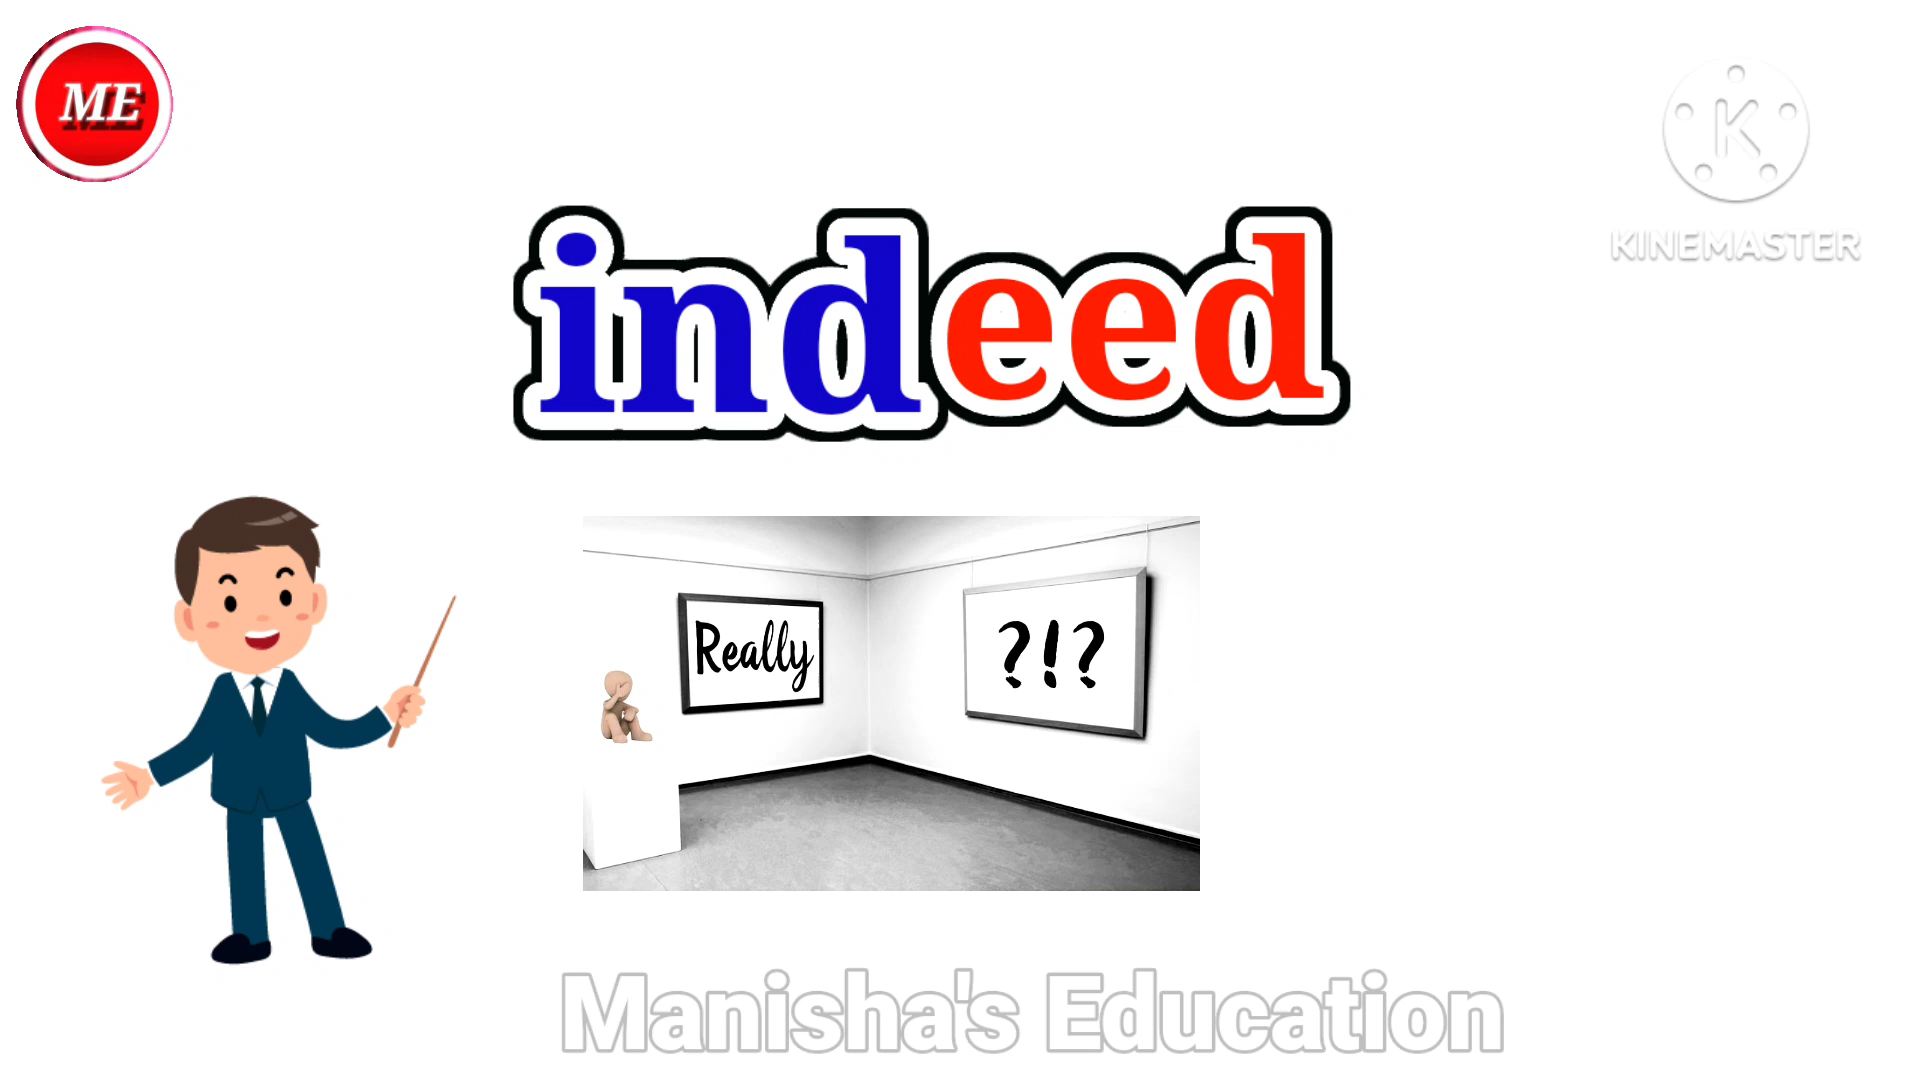 ME
K
KINEMASTER
indeed
Really
?!?
Manisha's Education